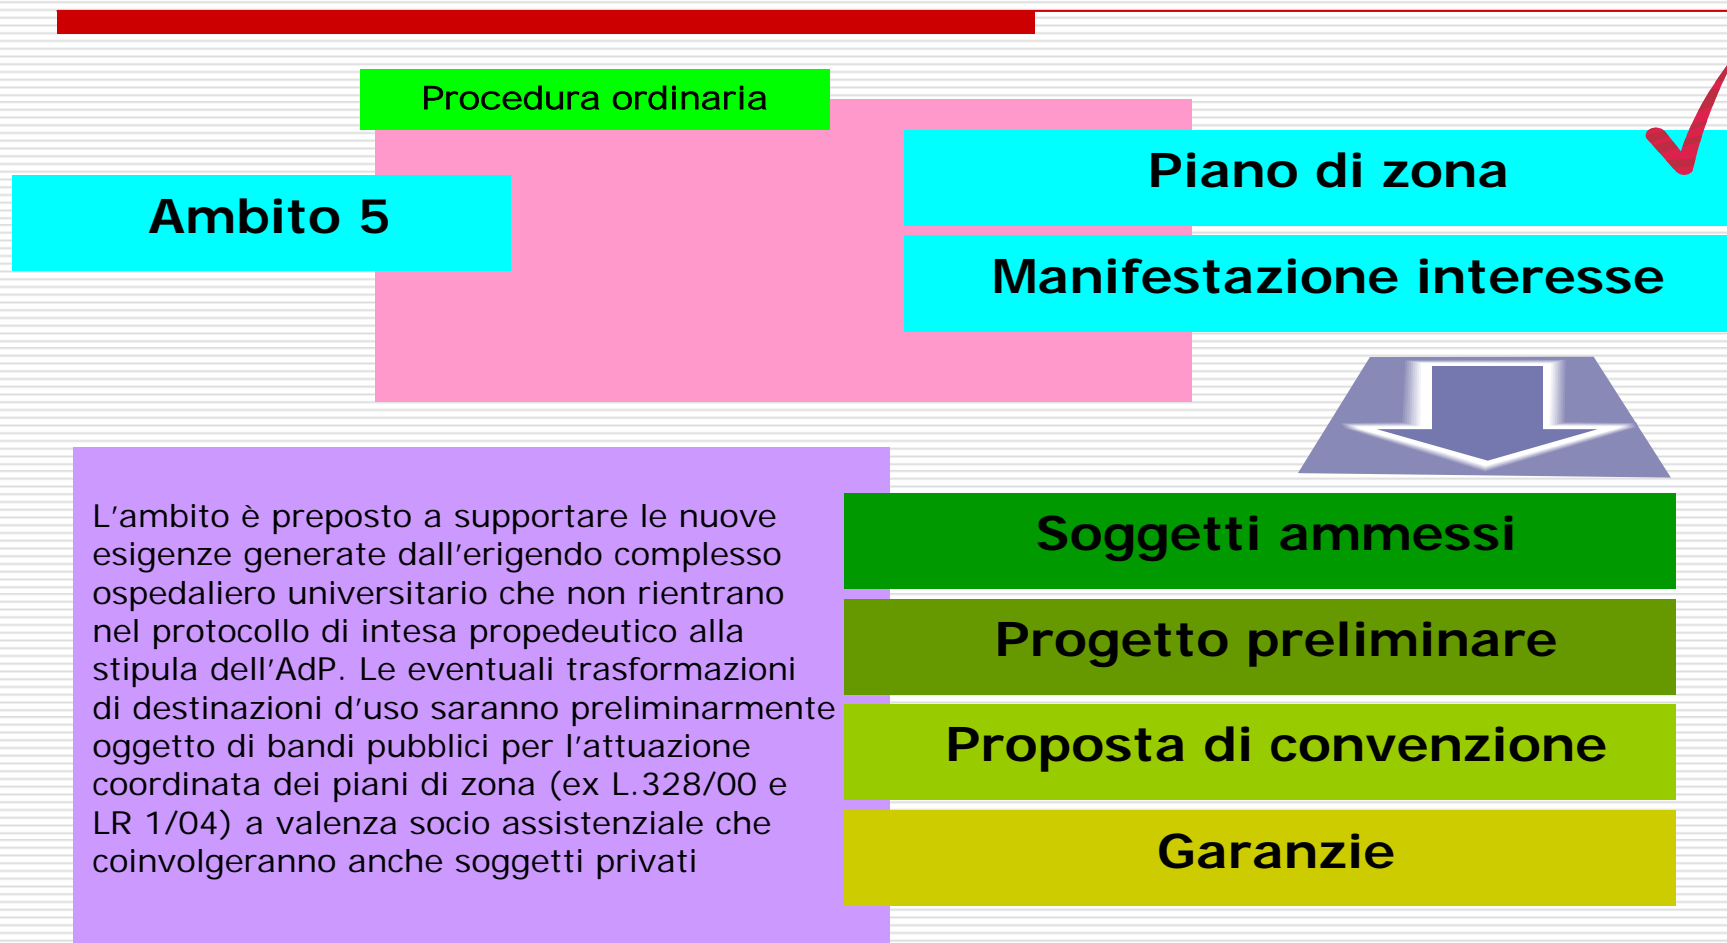 Procedura ordinaria
Piano di zona
Ambito 5
Manifestazione interesse
L’ambito è preposto a supportare le nuove
esigenze generate dall’erigendo complesso
ospedaliero universitario che non rientrano
nel protocollo di intesa propedeutico alla
stipula dell’AdP. Le eventuali trasformazioni
di destinazioni d’uso saranno preliminarmente
oggetto di bandi pubblici per l’attuazione
coordinata dei piani di zona (ex L.328/00 e
LR 1/04) a valenza socio assistenziale che
coinvolgeranno anche soggetti privati
Soggetti ammessi
Progetto preliminare
Proposta di convenzione
Garanzie